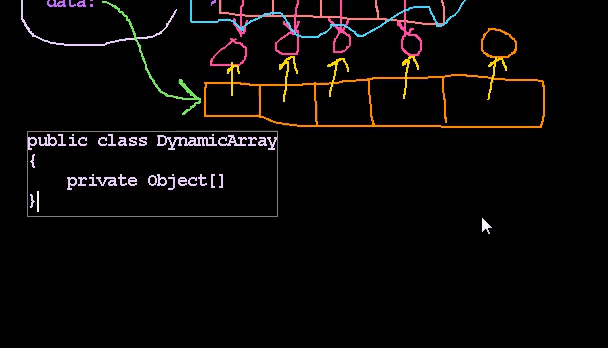 data:
public class DynamicArray
{
    private Object[]
}